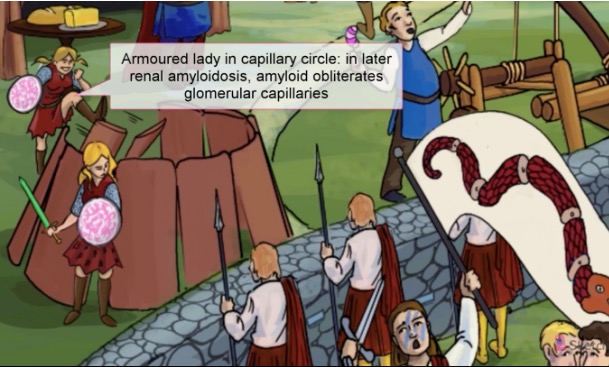 Armoured lady in capillary circle: in later
renal amyloidosis, amyloid obliterates
glomerular capillaries